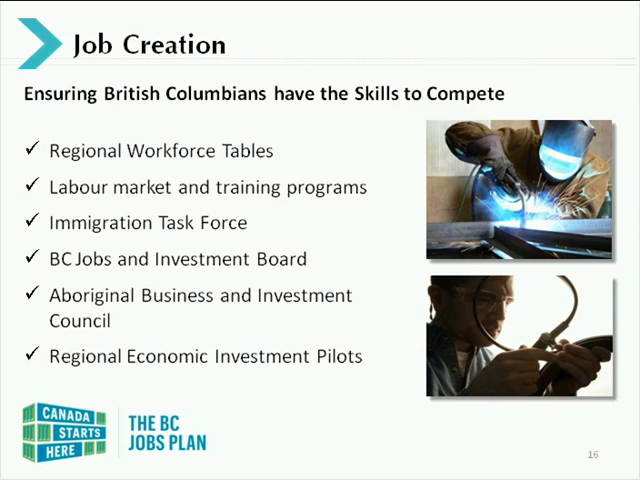 Job Creation
Ensuring British Columbians have the Skills to Compete
✓ Regional Workforce Tables
✓ Labour market and training programs
✓ Immigration Task Force
✓ BC Jobs and Investment Board
✓ Aboriginal Business and Investment
Council
✓ Regional Economic Investment Pilots
CANADA
STARTS
HERE
THE BC
JOBS PLAN
16